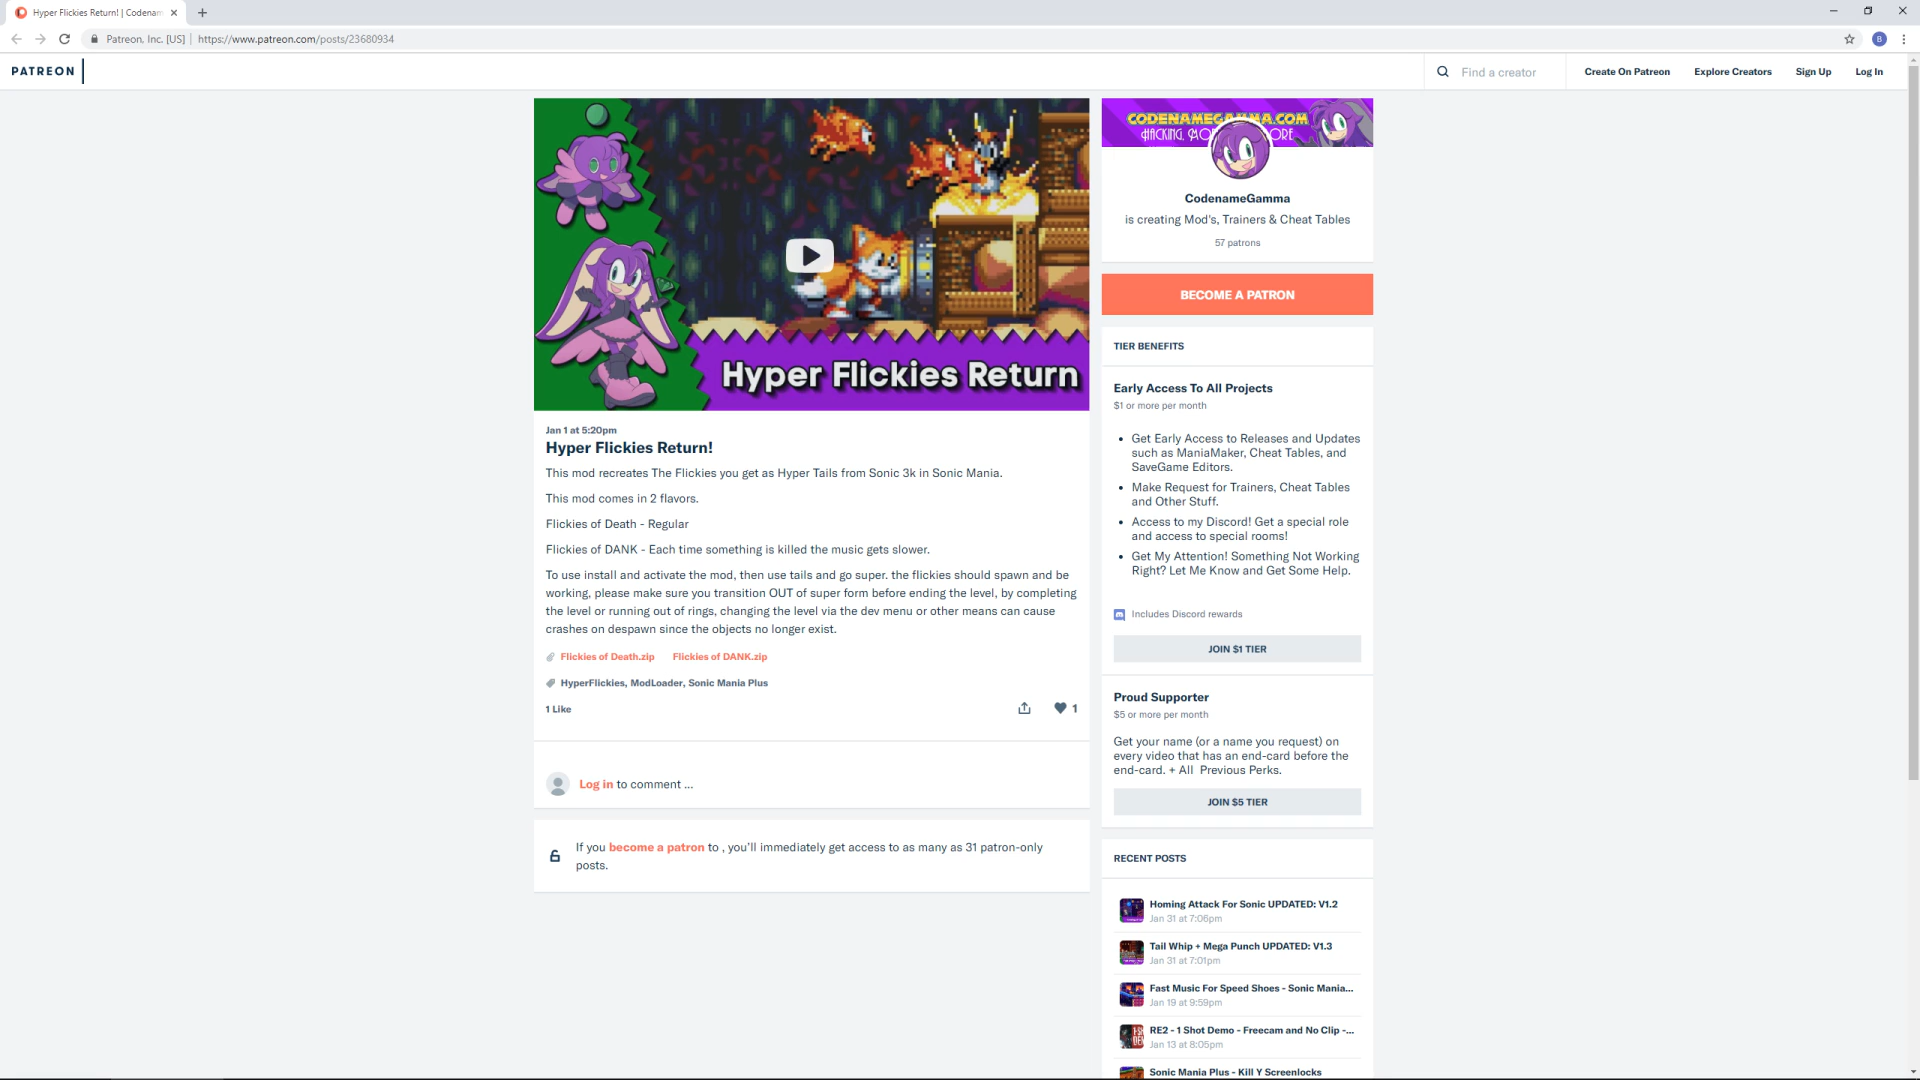 Hyper Flickies Return! | Codenam
Patreon, Inc. [US] | https://www.patreon.com/posts/23680934
B
PATREON
Find a creator
Create On Patreon
Explore Creators
Sign Up
Log In
Hyper Flickies Return
Jan 1 at 5:20pm
Hyper Flickies Return!
This mod recreates The Flickies you get as Hyper Tails from Sonic 3k in Sonic Mania.
This mod comes in 2 flavors.
Flickies of Death - Regular
Flickies of DANK - Each time something is killed the music gets slower.
To use install and activate the mod, then use tails and go super. the flickies should spawn and be
working, please make sure you transition OUT of super form before ending the level, by completing
the level or running out of rings, changing the level via the dev menu or other means can cause
crashes on despawn since the objects no longer exist.
Flickies of Death.zip Flickies of DANK.zip
HyperFlickies, ModLoader, Sonic Mania Plus
1 Like
1
Log in to comment ...
If you become a patron to , you'll immediately get access to as many as 31 patron-only
posts.
CodenameGamma
is creating Mod's, Trainers & Cheat Tables
57 patrons
BECOME A PATRON
TIER BENEFITS
Early Access To All Projects
$1 or more per month
• Get Early Access to Releases and Updates
such as ManiaMaker, Cheat Tables, and
SaveGame Editors.
• Make Request for Trainers, Cheat Tables
and Other Stuff.
• Access to my Discord! Get a special role
and access to special rooms!
• Get My Attention! Something Not Working
Right? Let Me Know and Get Some Help.
Includes Discord rewards
JOIN $1 TIER
Proud Supporter
$5 or more per month
Get your name (or a name you request) on
every video that has an end-card before the
end-card. + All Previous Perks.
JOIN $5 TIER
RECENT POSTS
Homing Attack For Sonic UPDATED: V1.2
Jan 31 at 7:06pm
Tail Whip + Mega Punch UPDATED: V1.3
Jan 31 at 7:01pm
Fast Music For Speed Shoes - Sonic Mania...
Jan 19 at 9:59pm
RE2 - 1 Shot Demo - Freecam and No Clip -...
Jan 13 at 8:05pm
Sonic Mania Plus - Kill Y Screenlocks